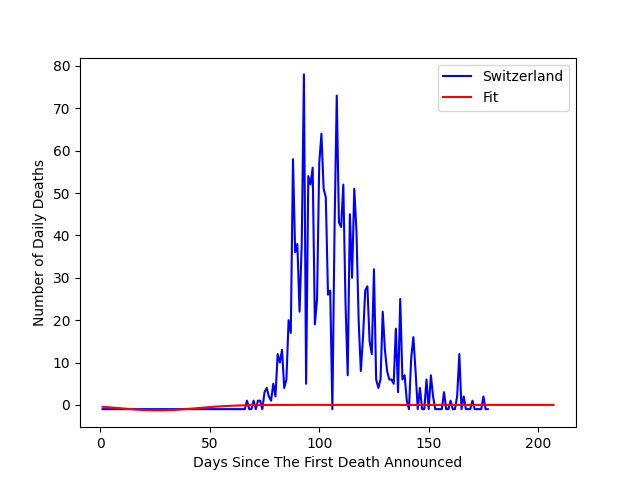 80
70
60
50
40
30
20
10
0
Number of Daily Deaths
Switzerland
Fit
0 50 100 150 200
Days Since The First Death Announced